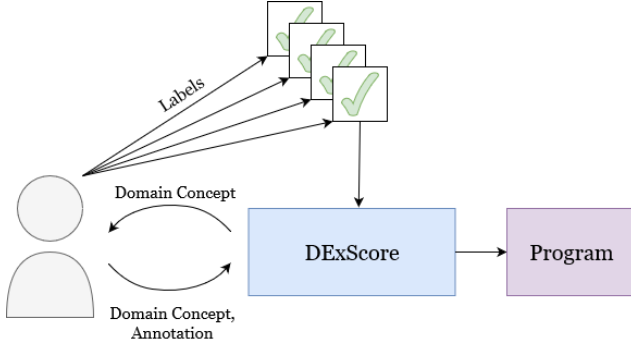 Labels
Domain Concept
DExScore
Program
Domain Concept,
Annotation